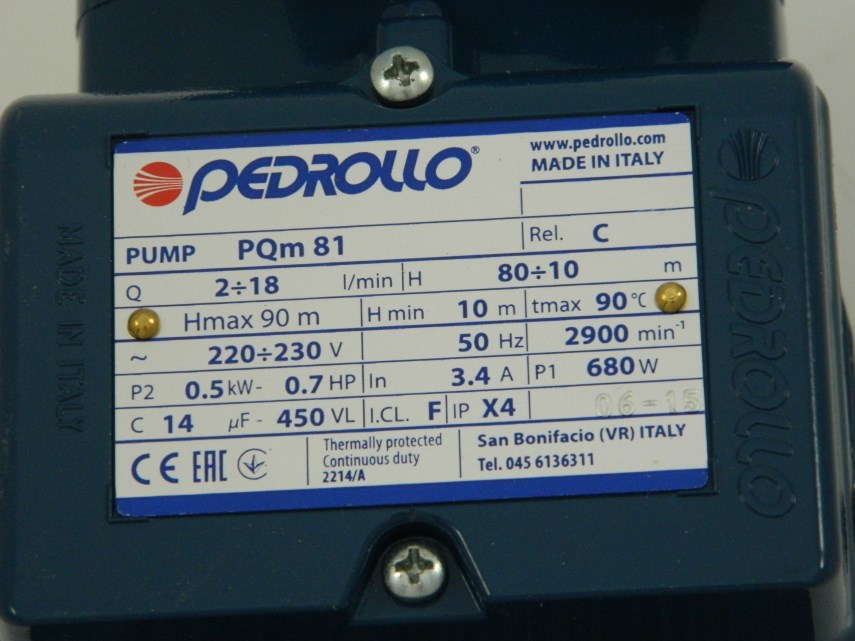 PEDROLLO®
www.pedrollo.com
MADE IN ITALY
PUMP PQm 81 Rel. C
Q 2÷18 l/min H 80÷10 m
Hmax 90 m H min 10 m tmax 90 °C
~ 220÷230 V 50 Hz 2900 min⁻¹
P2 0.5 kW - 0.7 HP In 3.4 A P1 680 W
C 14 µF - 450 VL I.CL. F IP X4 06-15
CE EAC
Thermally protected
Continuous duty
2214/A
San Bonifacio (VR) ITALY
Tel. 045 6136311
MADE IN ITALY
PEDROLLO